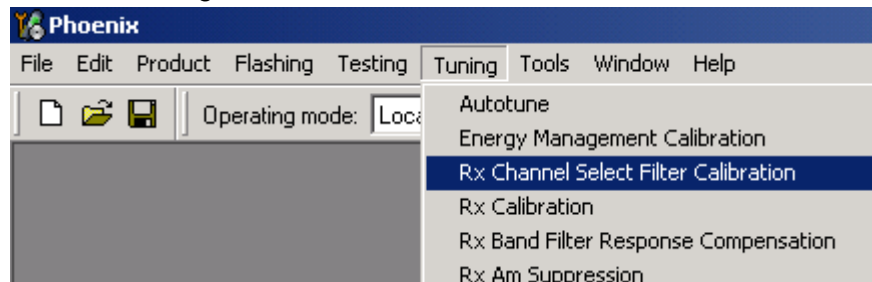 Phoenix
File Edit Product Flashing Testing Tuning Tools Window Help
Operating mode: Loca
Autotune
Energy Management Calibration
Rx Channel Select Filter Calibration
Rx Calibration
Rx Band Filter Response Compensation
Rx Am Suppression